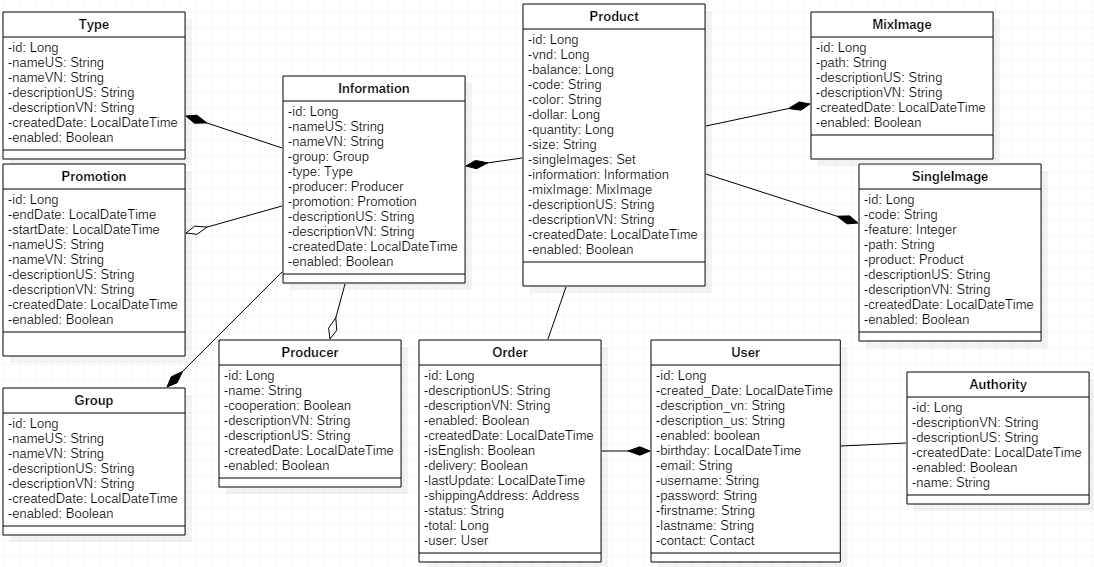 Type
-id: Long
-nameUS: String
-nameVN: String
-descriptionUS: String
-descriptionVN: String
-createdDate: LocalDateTime
-enabled: Boolean
Promotion
-id: Long
-endDate: LocalDateTime
-startDate: LocalDateTime
-nameUS: String
-nameVN: String
-descriptionUS: String
-descriptionVN: String
-createdDate: LocalDateTime
-enabled: Boolean
Group
-id: Long
-nameUS: String
-nameVN: String
-descriptionUS: String
-descriptionVN: String
-createdDate: LocalDateTime
-enabled: Boolean
Information
-id: Long
-nameUS: String
-nameVN: String
-group: Group
-type: Type
-producer: Producer
-promotion: Promotion
-descriptionUS: String
-descriptionVN: String
-createdDate: LocalDateTime
-enabled: Boolean
Producer
-id: Long
-name: String
-cooperation: Boolean
-descriptionVN: String
-descriptionUS: String
-createdDate: LocalDateTime
-enabled: Boolean
Product
-id: Long
-vnd: Long
-balance: Long
-code: String
-color: String
-dollar: Long
-quantity: Long
-size: String
-singleImages: Set
-information: Information
-mixImage: MixImage
-descriptionUS: String
-descriptionVN: String
-createdDate: LocalDateTime
-enabled: Boolean
Order
-id: Long
-descriptionUS: String
-descriptionVN: String
-enabled: Boolean
-createdDate: LocalDateTime
-isEnglish: Boolean
-delivery: Boolean
-lastUpdate: LocalDateTime
-shippingAddress: Address
-status: String
-total: Long
-user: User
User
-id: Long
-created_Date: LocalDateTime
-description_vn: String
-description_us: String
-enabled: boolean
-birthday: LocalDateTime
-email: String
-username: String
-password: String
-firstname: String
-lastname: String
-contact: Contact
MixImage
-id: Long
-path: String
-descriptionUS: String
-descriptionVN: String
-createdDate: LocalDateTime
-enabled: Boolean
SingleImage
-id: Long
-code: String
-feature: Integer
-path: String
-product: Product
-descriptionUS: String
-descriptionVN: String
-createdDate: LocalDateTime
-enabled: Boolean
Authority
-id: Long
-descriptionVN: String
-descriptionUS: String
-createdDate: LocalDateTime
-enabled: Boolean
-name: String